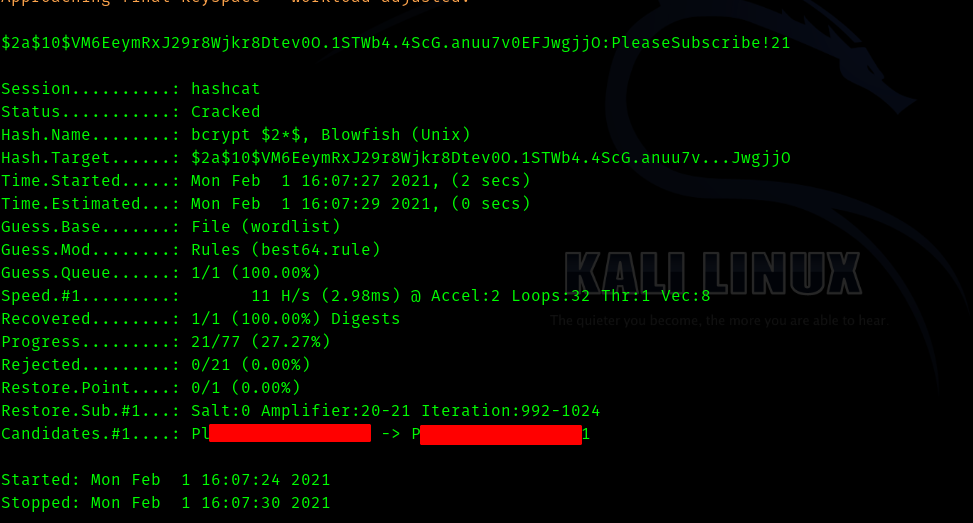 Approaching final keyspace - workload adjusted.
$2a$10$VM6EeymRxJ29r8Wjkr8Dtev0O.1STWb4.4ScG.anuu7v0EFJwgjjO:PleaseSubscribe!21
Session..........: hashcat
Status...........: Cracked
Hash.Name........: bcrypt $2*$, Blowfish (Unix)
Hash.Target......: $2a$10$VM6EeymRxJ29r8Wjkr8Dtev0O.1STWb4.4ScG.anuu7v...JwgjjO
Time.Started.....: Mon Feb  1 16:07:27 2021, (2 secs)
Time.Estimated...: Mon Feb  1 16:07:29 2021, (0 secs)
Guess.Base.......: File (wordlist)
Guess.Mod........: Rules (best64.rule)
Guess.Queue......: 1/1 (100.00%)
Speed.#1.........:       11 H/s (2.98ms) @ Accel:2 Loops:32 Thr:1 Vec:8
Recovered........: 1/1 (100.00%) Digests
Progress.........: 21/77 (27.27%)
Rejected.........: 0/21 (0.00%)
Restore.Point....: 0/1 (0.00%)
Restore.Sub.#1...: Salt:0 Amplifier:20-21 Iteration:992-1024
Candidates.#1....: Pl -> P 1
Started: Mon Feb  1 16:07:24 2021
Stopped: Mon Feb  1 16:07:30 2021
KALI LINUX
The quieter you become, the more you are able to hear.